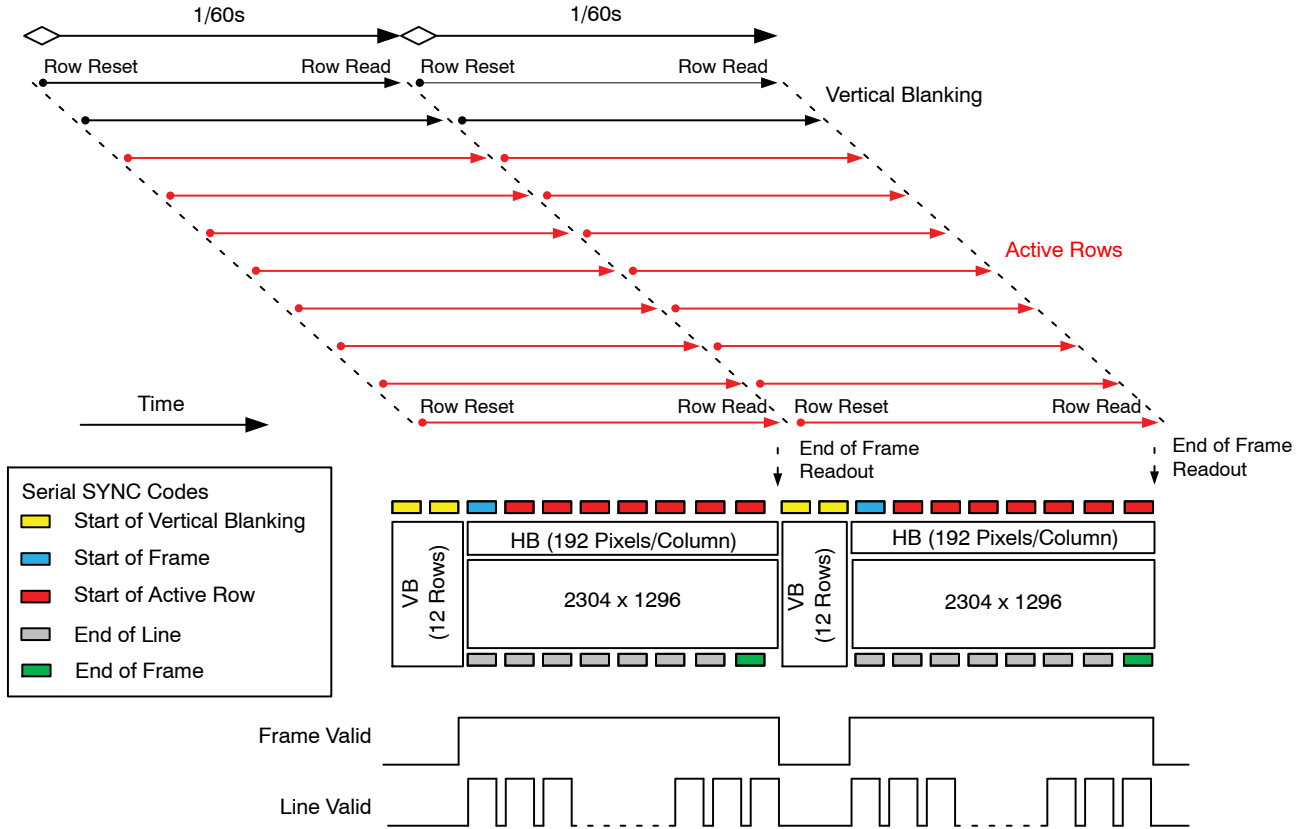 1/60s
1/60s
Row Reset
Row Read
Row Reset
Row Read
Vertical Blanking
Active Rows
Time
Row Reset
Row Read
Row Reset
Row Read
End of Frame
Readout
End of Frame
Readout
Serial SYNC Codes
Start of Vertical Blanking
Start of Frame
Start of Active Row
End of Line
End of Frame
VB
(12 Rows)
HB (192 Pixels/Column)
2304 x 1296
VB
(12 Rows)
HB (192 Pixels/Column)
2304 x 1296
Frame Valid
Line Valid